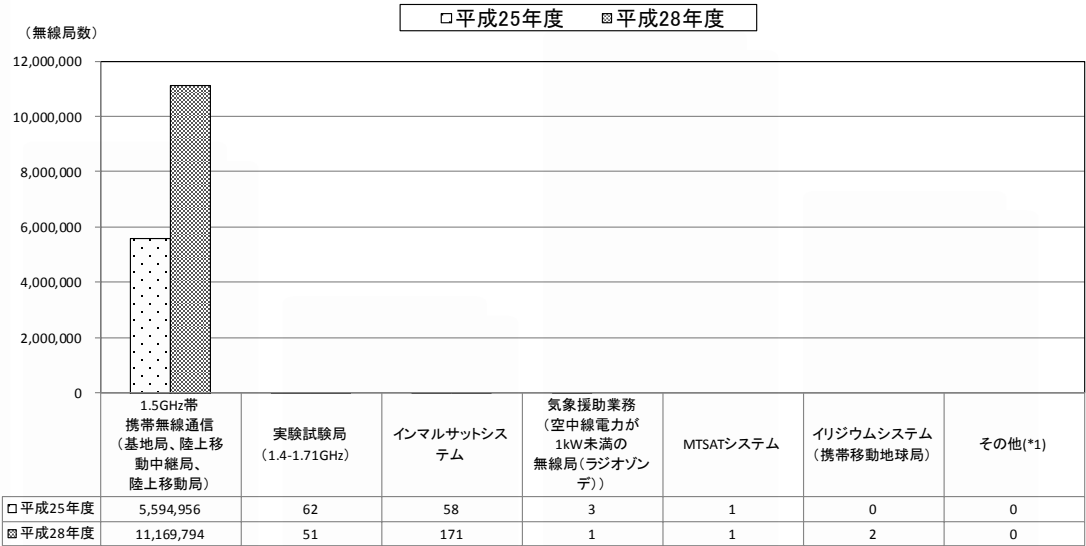 □平成25年度 ▩平成28年度
（無線局数）
12,000,000
10,000,000
8,000,000
6,000,000
4,000,000
2,000,000
0
1.5GHz帯
携帯無線通信
（基地局、陸上移
動中継局、
陸上移動局）
実験試験局
（1.4-1.71GHz）
インマルサットシス
テム
気象援助業務
（空中線電力が
1kW未満の
無線局（ラジオゾン
デ））
MTSATシステム
イリジウムシステム
（携帯移動地球局）
その他(*1)
□平成25年度 5,594,956 62 58 3 1 0 0
▩平成28年度 11,169,794 51 171 1 1 2 0